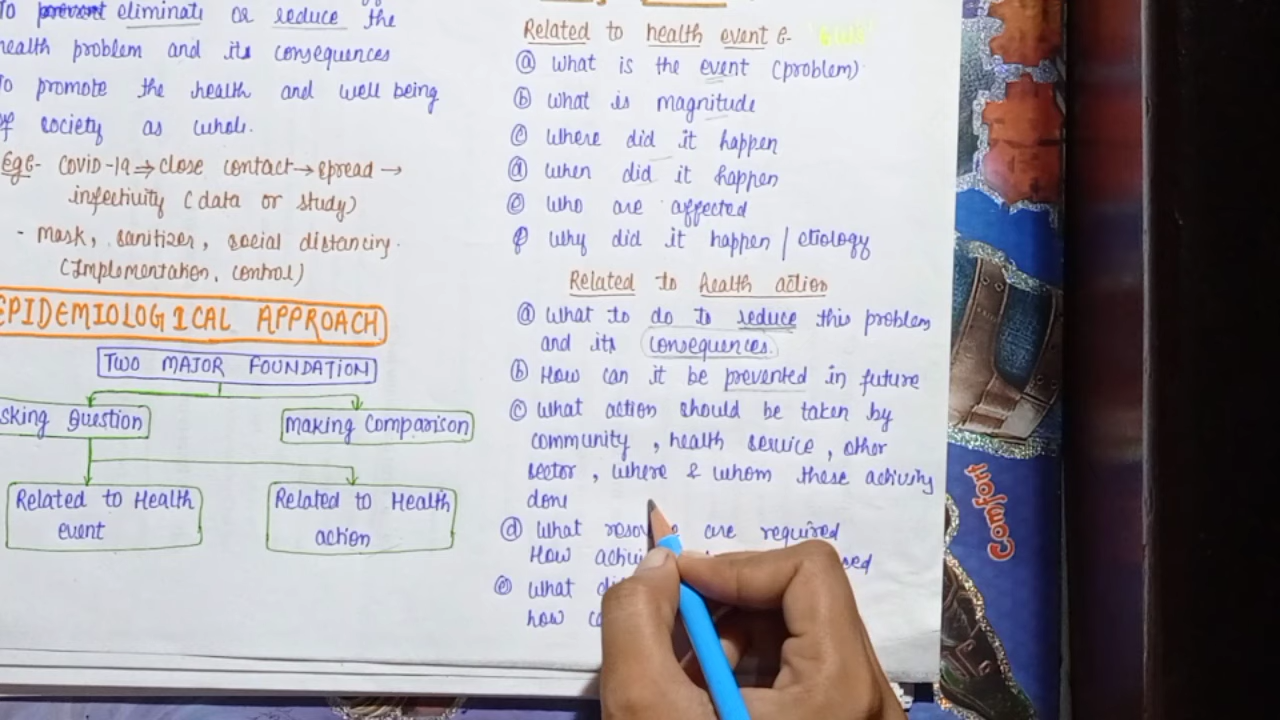 To prevent eliminate or reduce the
health problem and its consequences
To promote the health and well being
of society as whole.
Eg:- Covid-19 ⇒ close contact → spread →
infectivity (data or study)
- mask, sanitizer, social distancing.
(Implementation, control)
EPIDEMIOLOGICAL APPROACH
TWO MAJOR FOUNDATION
sking Question
making Comparison
Related to Health
event
Related to Health
action
Related to health event :-
(a) What is the event (problem)
(b) What is magnitude
(c) Where did it happen
(d) When did it happen
(e) Who are affected
(f) Why did it happen / etiology
Related to health action
(a) What to do to reduce this problem
and its consequences.
(b) How can it be prevented in future
(c) What action should be taken by
community, health service, other
sector, where & whom these activity
done
(d) What are required
How
(e) What
how
Comfort